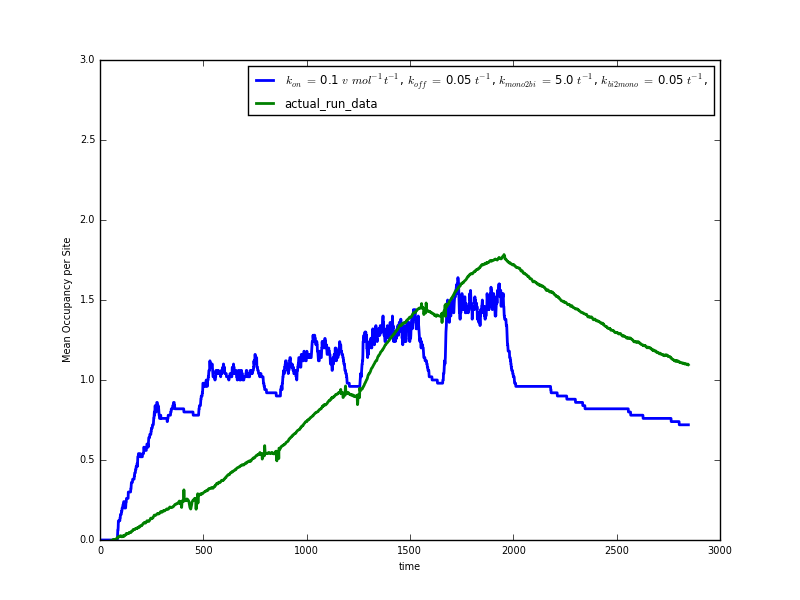 k_on = 0.1 v mol⁻¹t⁻¹, k_off = 0.05 t⁻¹, k_mono2bi = 5.0 t⁻¹, k_bi2mono = 0.05 t⁻¹,
actual_run_data
3.0
2.5
2.0
1.5
1.0
0.5
0.0
Mean Occupancy per Site
0 500 1000 1500 2000 2500 3000
time